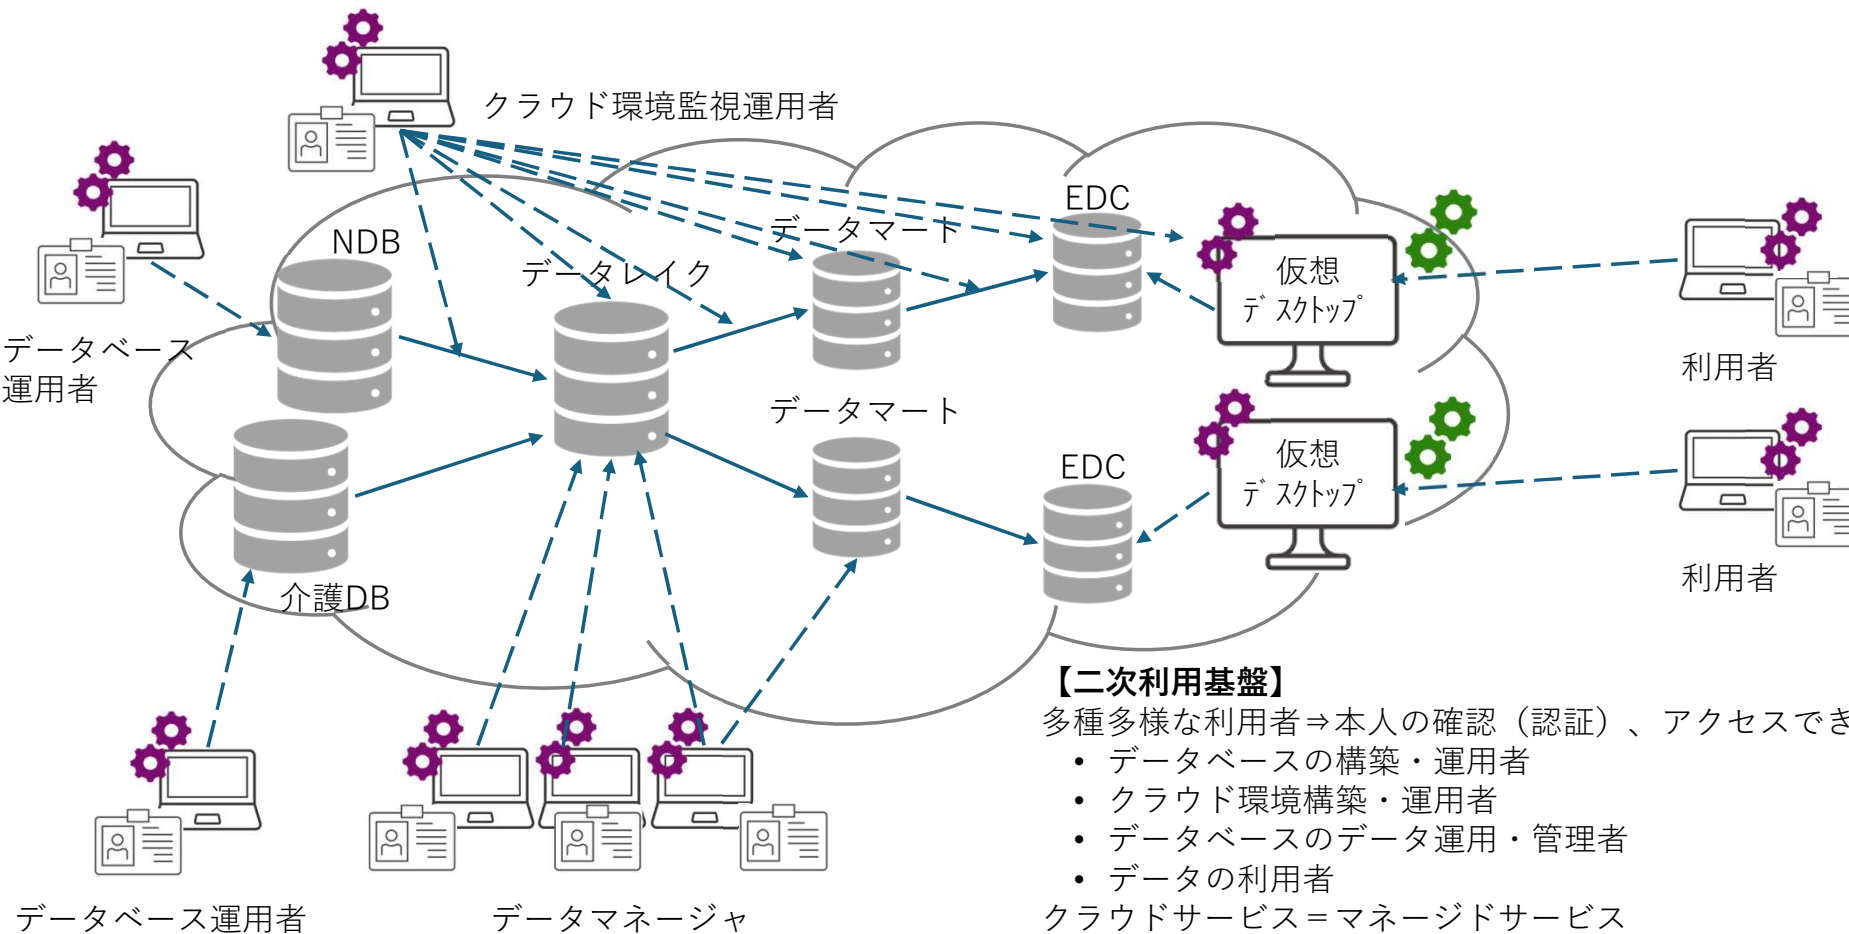 クラウド環境監視運用者
EDC
NDB
データマート
データレイク
仮想
デスクトップ
データベース
運用者
利用者
データマート
EDC
仮想
デスクトップ
利用者
介護DB
【二次利用基盤】
多種多様な利用者⇒本人の確認（認証）、アクセスでき
• データベースの構築・運用者
• クラウド環境構築・運用者
• データベースのデータ運用・管理者
• データの利用者
クラウドサービス＝マネージドサービス
データベース運用者
データマネージャ